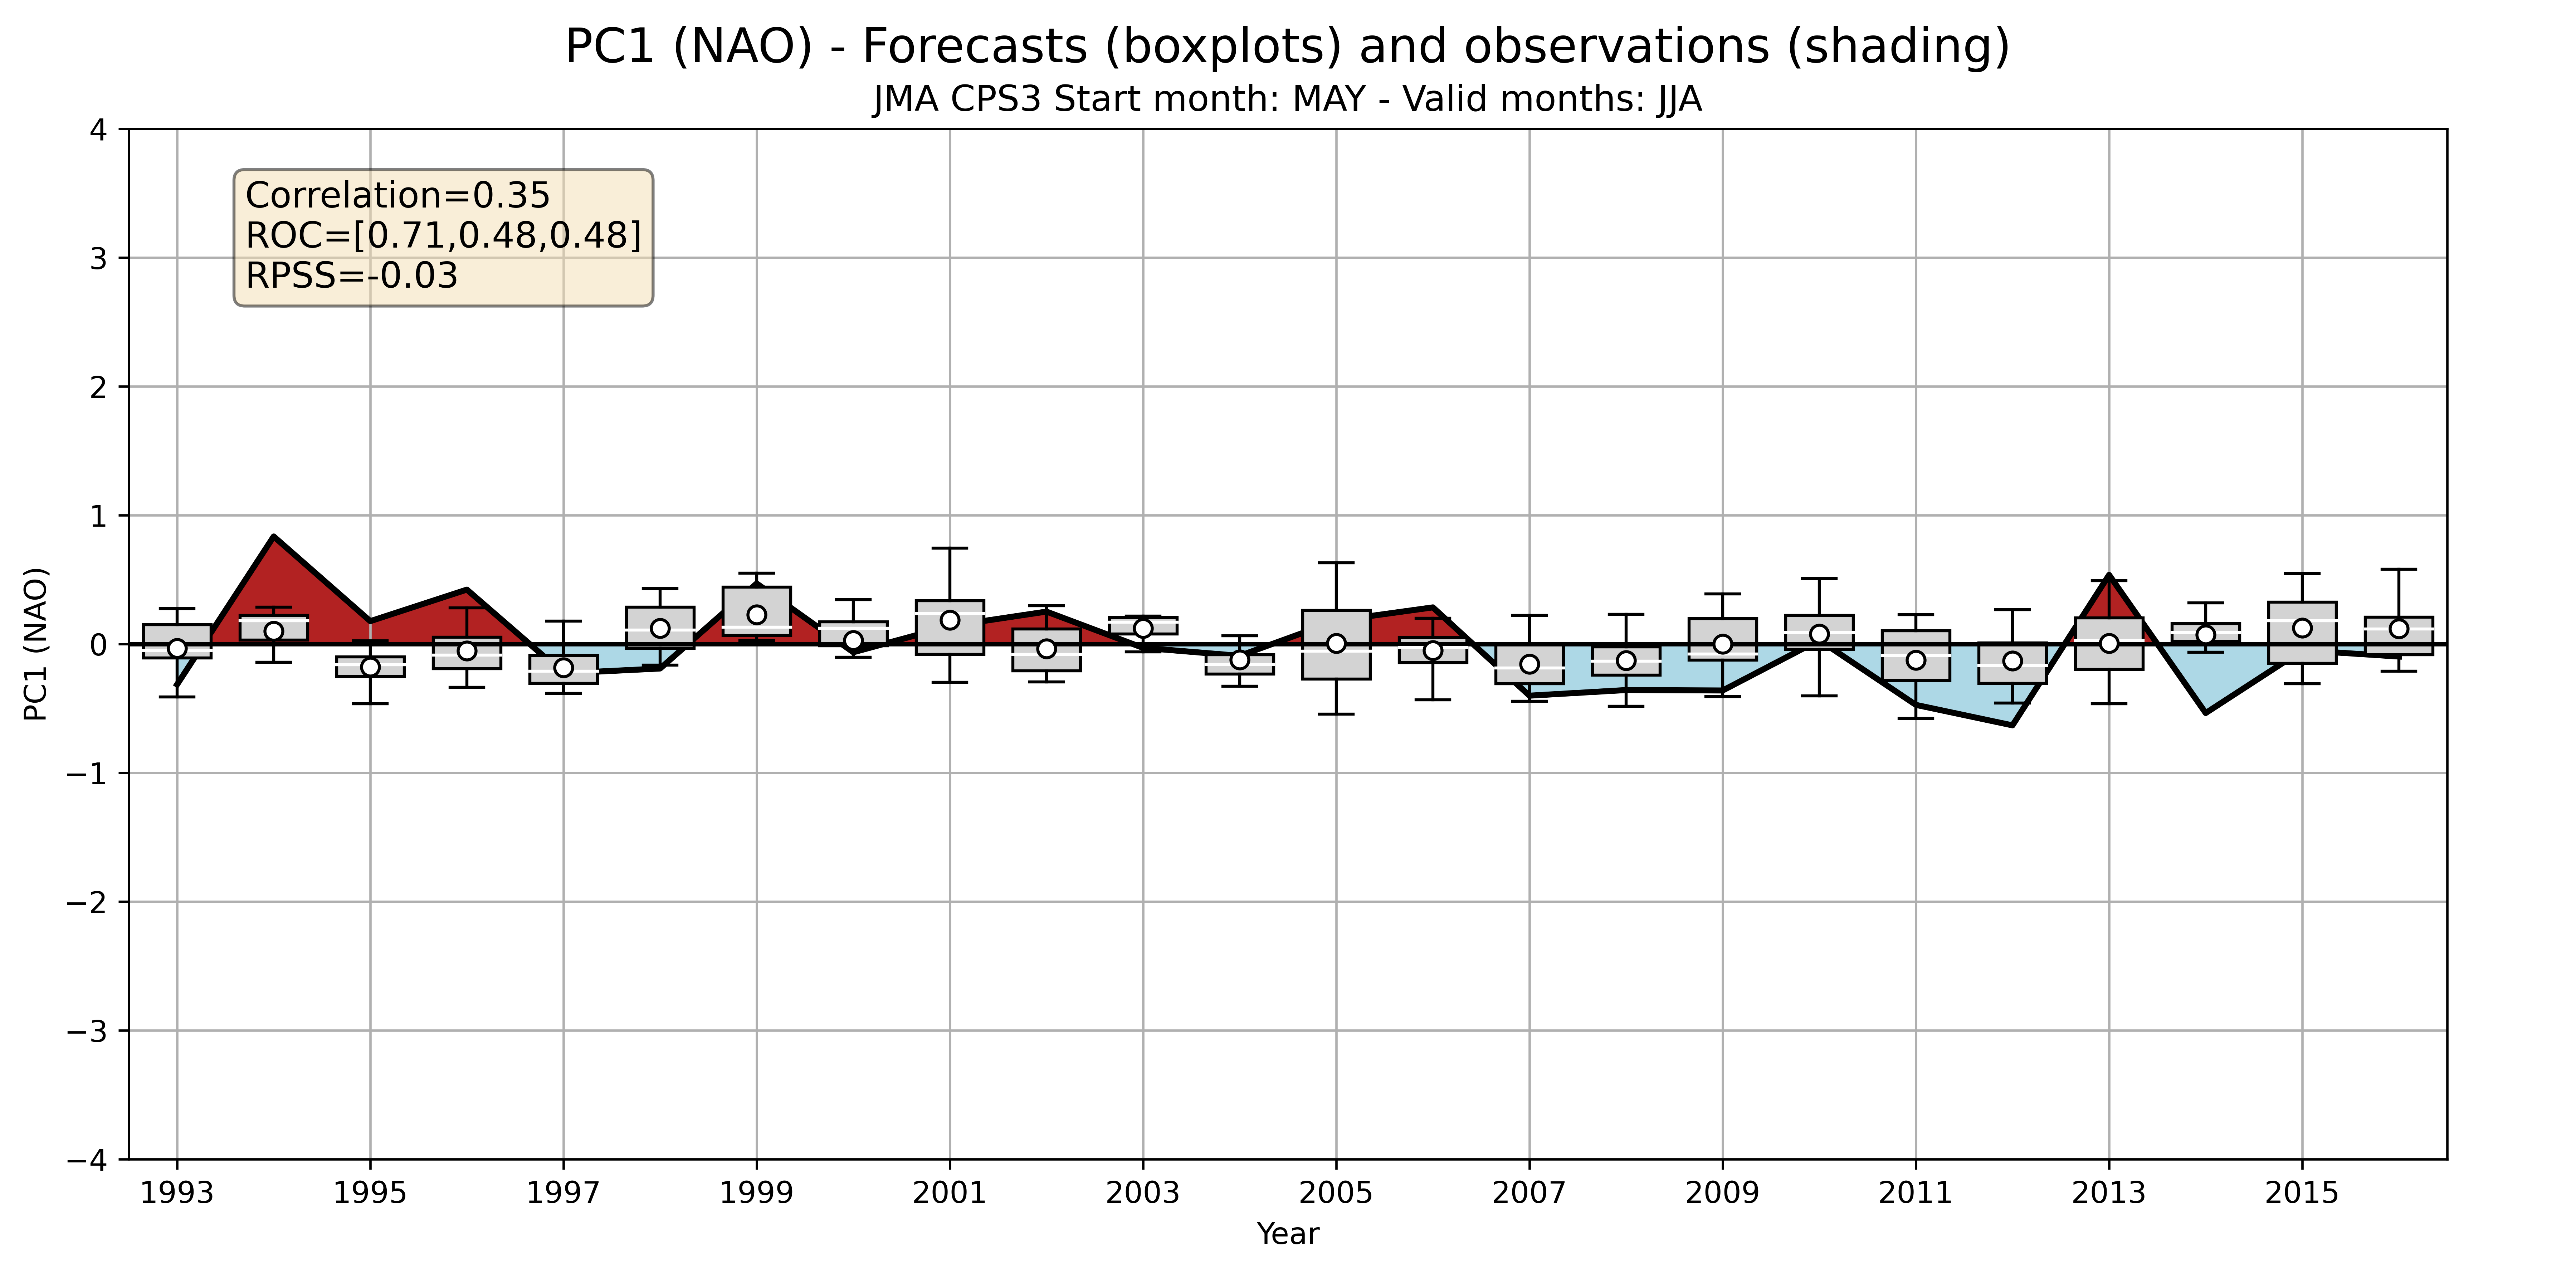 PC1 (NAO) - Forecasts (boxplots) and observations (shading)
JMA CPS3 Start month: MAY - Valid months: JJA
Correlation=0.35
ROC=[0.71,0.48,0.48]
RPSS=-0.03
PC1 (NAO)
4
3
2
1
0
−1
−2
−3
−4
1993 1995 1997 1999 2001 2003 2005 2007 2009 2011 2013 2015
Year